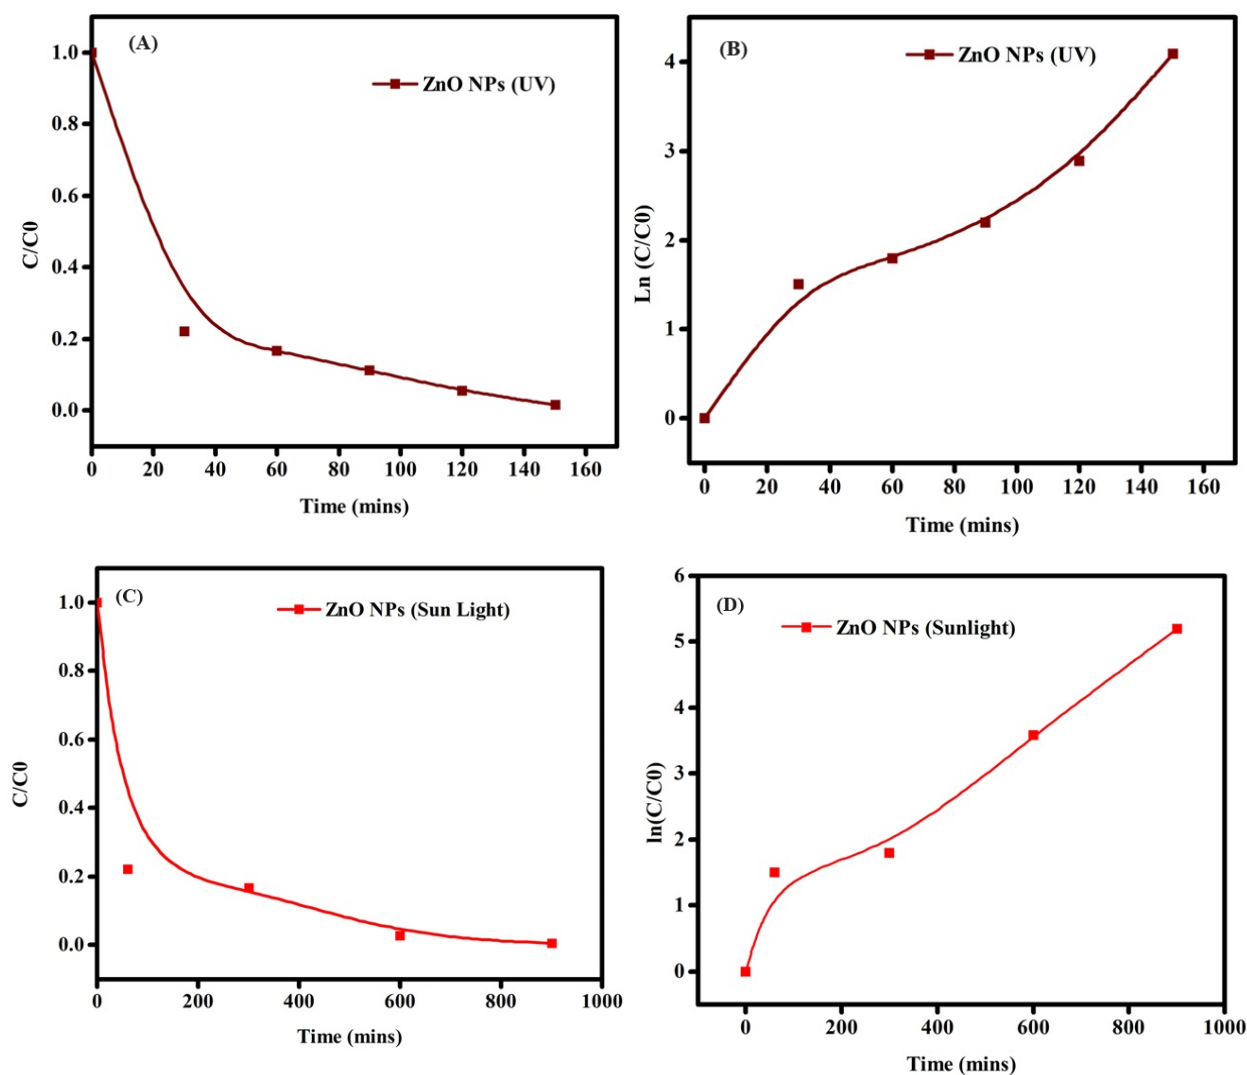 (A)
ZnO NPs (UV)
1.0
0.8
0.6
0.4
0.2
0.0
C/C0
0 20 40 60 80 100 120 140 160
Time (mins)
(B)
ZnO NPs (UV)
4
3
2
1
0
Ln (C/C0)
0 20 40 60 80 100 120 140 160
Time (mins)
(C)
ZnO NPs (Sun Light)
1.0
0.8
0.6
0.4
0.2
0.0
C/C0
0 200 400 600 800 1000
Time (mins)
(D)
ZnO NPs (Sunlight)
6
5
4
3
2
1
0
ln(C/C0)
0 200 400 600 800 1000
Time (mins)